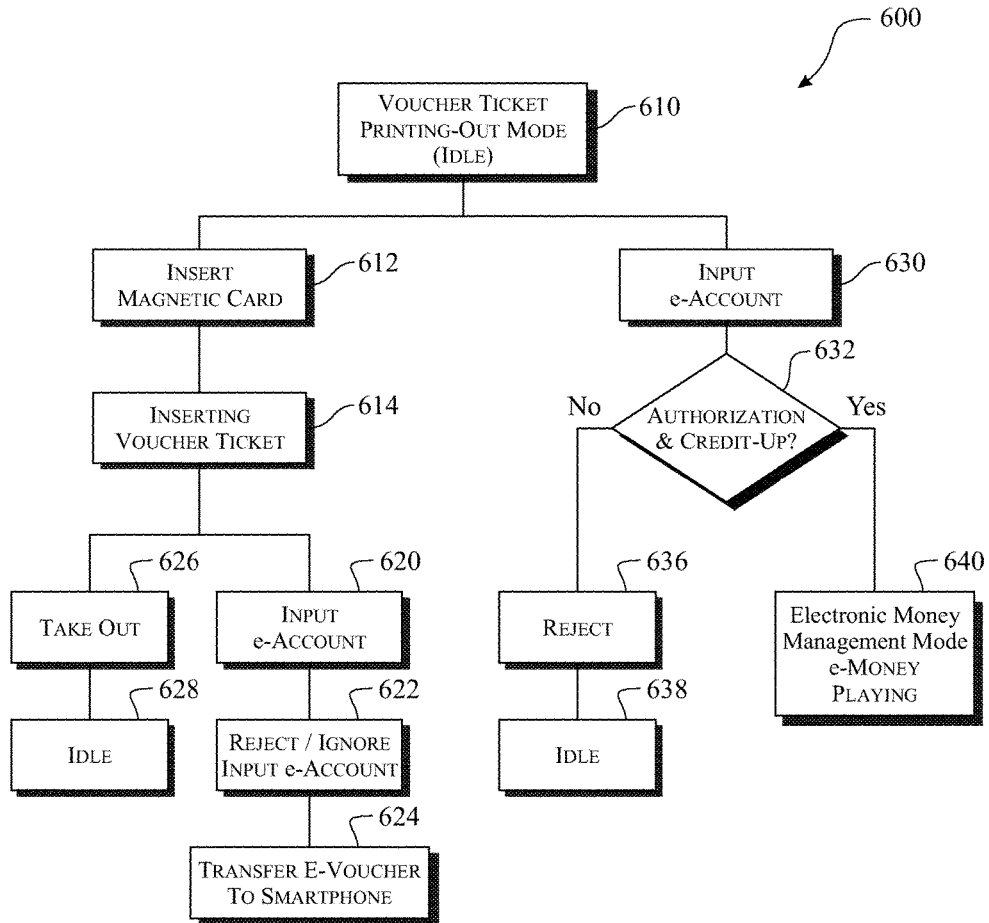 600
VOUCHER TICKET
PRINTING-OUT MODE
(IDLE)
610
INSERT
MAGNETIC CARD
612
INPUT
e-ACCOUNT
630
INSERTING
VOUCHER TICKET
614
632
No
AUTHORIZATION
& CREDIT-UP?
Yes
TAKE OUT
626
INPUT
e-ACCOUNT
620
REJECT
636
Electronic Money
Management Mode
e-MONEY
PLAYING
640
IDLE
628
REJECT / IGNORE
INPUT e-ACCOUNT
622
IDLE
638
TRANSFER E-VOUCHER
TO SMARTPHONE
624